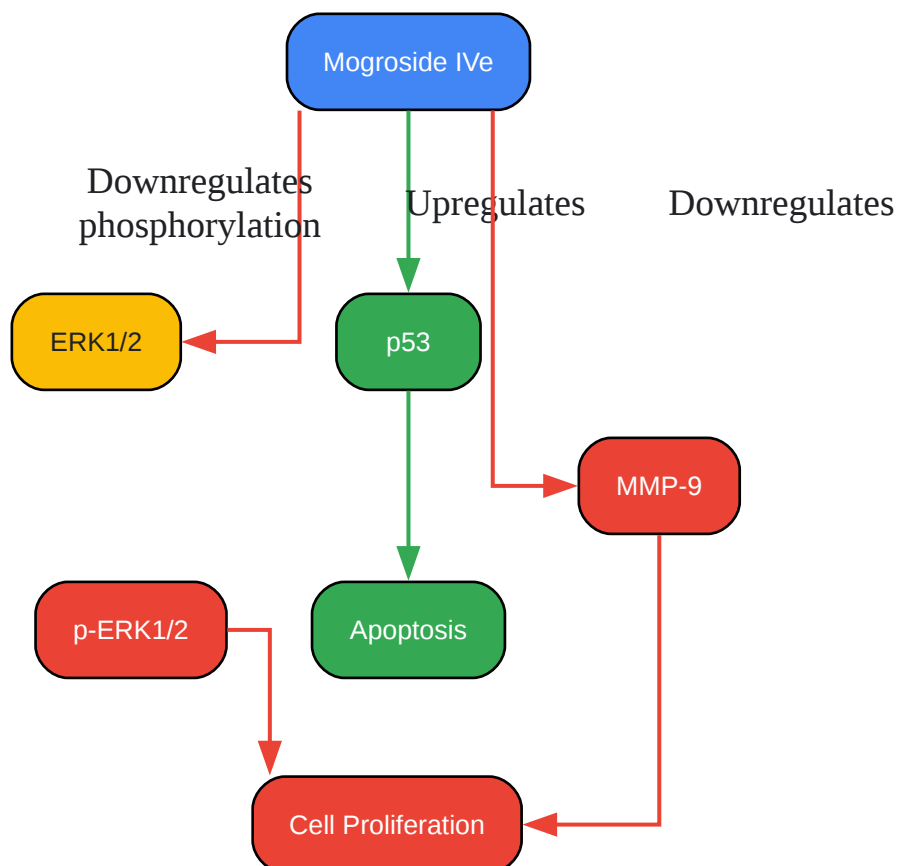 Mogroside IVe
Downregulates
phosphorylation
Upregulates
Downregulates
ERK1/2
p53
MMP-9
p-ERK1/2
Apoptosis
Cell Proliferation